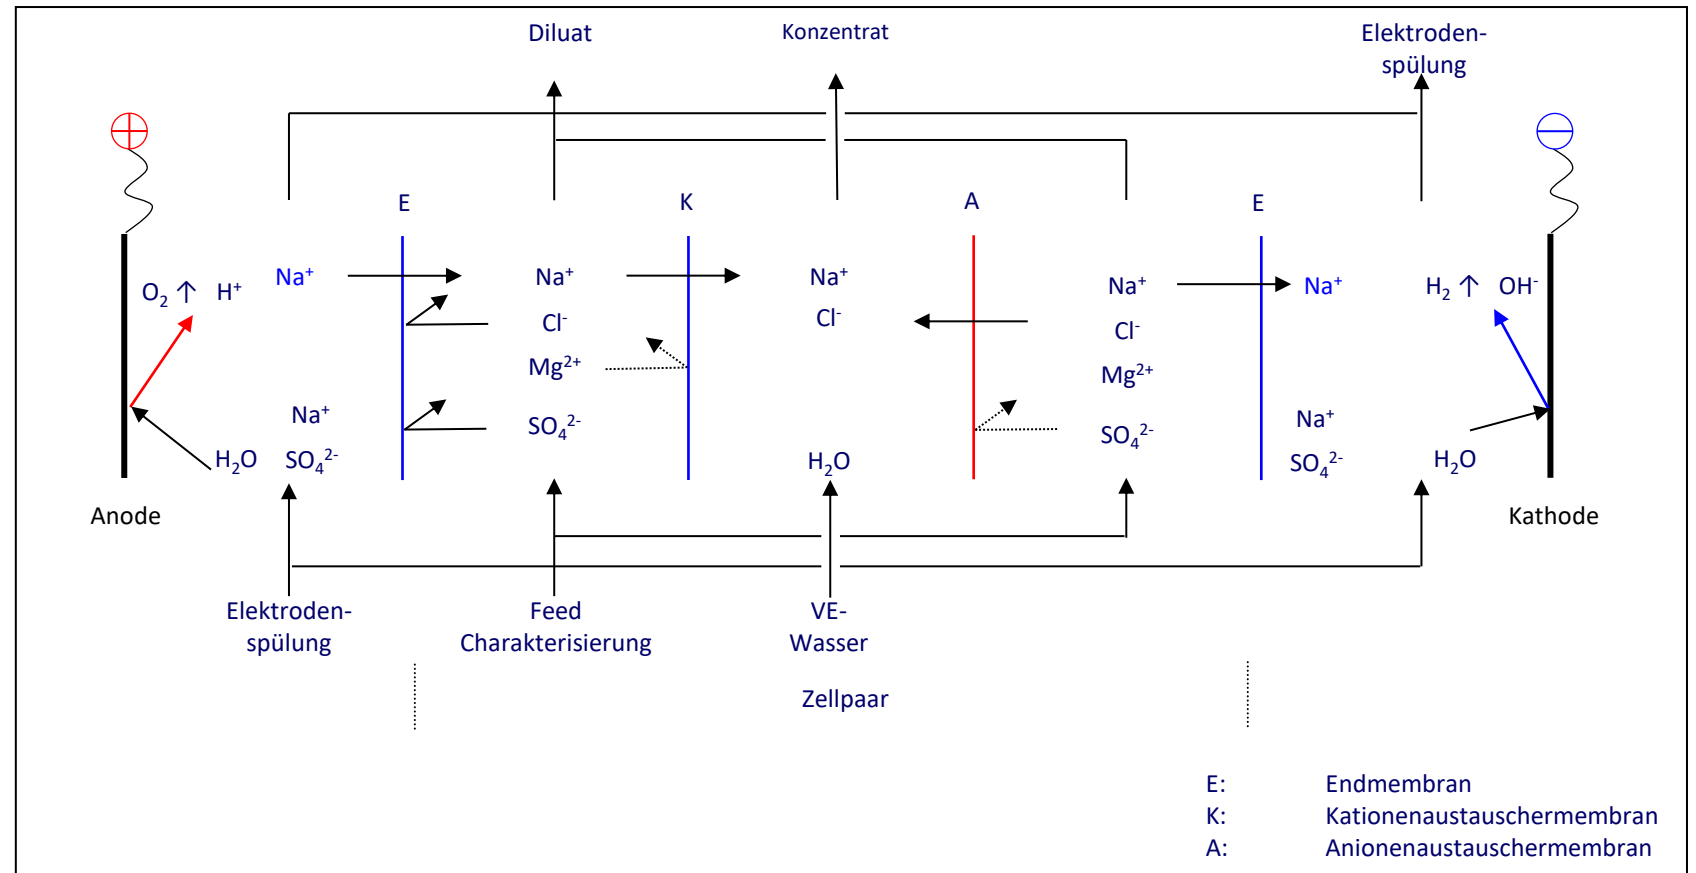 Diluat
Konzentrat
Elektroden-
spülung
E
K
A
E
O₂ ↑ H⁺
Na⁺
Na⁺
Na⁺
Na⁺
Na⁺
H₂ ↑ OH⁻
Cl⁻
Cl⁻
Cl⁻
Mg²⁺
Mg²⁺
Na⁺
SO₄²⁻
SO₄²⁻
Na⁺
H₂O
SO₄²⁻
H₂O
SO₄²⁻
H₂O
Anode
Kathode
Elektroden-
spülung
Feed
Charakterisierung
VE-
Wasser
Zellpaar
E: Endmembran
K: Kationenaustauschermembran
A: Anionenaustauschermembran